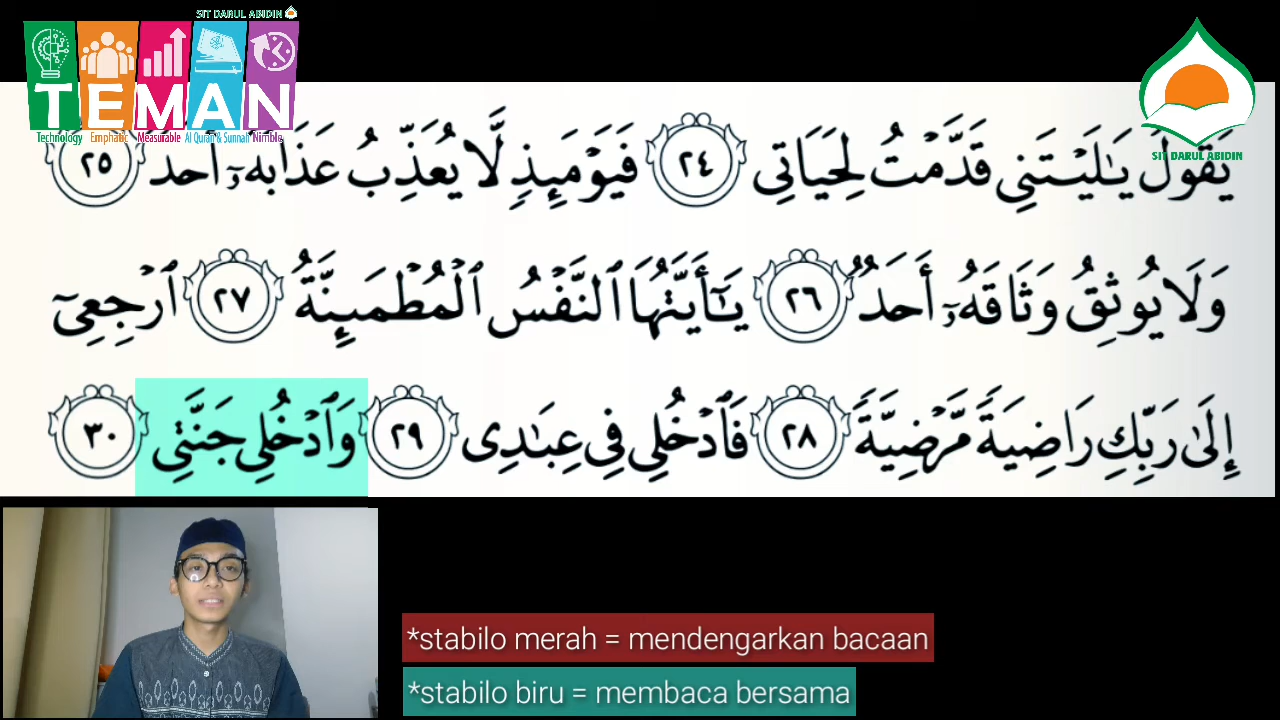 SIT DARUL ABIDIN
TEMAN
Technology Emphatic Measurable Al Quran & Sunnah Nimble
SIT DARUL ABIDIN
يَقُولُ يَـٰلَيْتَنِى قَدَّمْتُ لِحَيَاتِى ٢٤ فَيَوْمَئِذٍ لَّا يُعَذِّبُ عَذَابَهُۥٓ أَحَدٌ ٢٥
وَلَا يُوثِقُ وَثَاقَهُۥٓ أَحَدٌ ٢٦ يَـٰٓأَيَّتُهَا ٱلنَّفْسُ ٱلْمُطْمَئِنَّةُ ٢٧ ٱرْجِعِىٓ
إِلَىٰ رَبِّكِ رَاضِيَةً مَّرْضِيَّةً ٢٨ فَٱدْخُلِى فِى عِبَـٰدِى ٢٩ وَٱدْخُلِى جَنَّتِى ٣٠
*stabilo merah = mendengarkan bacaan
*stabilo biru = membaca bersama